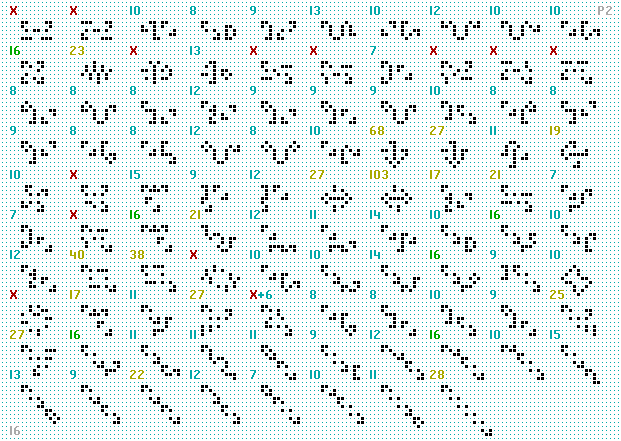 X X 10 8 9 13 10 10 10 10 P2
16 23 X 13 X X 7 X X X
8 8 8 12 9 10 9 12 8 8
9 8 8 12 8 10 68 27 11 19
10 X 15 9 12 27 103 17 21 7
7 X 16 21 12 11 14 10 16 10
12 40 38 X 10 10 11 16 9 10
X 17 11 27 X+6 8 8 10 9 25
27 16 11 11 11 9 12 16 10 15
13 9 22 12 7 10 11 28
16